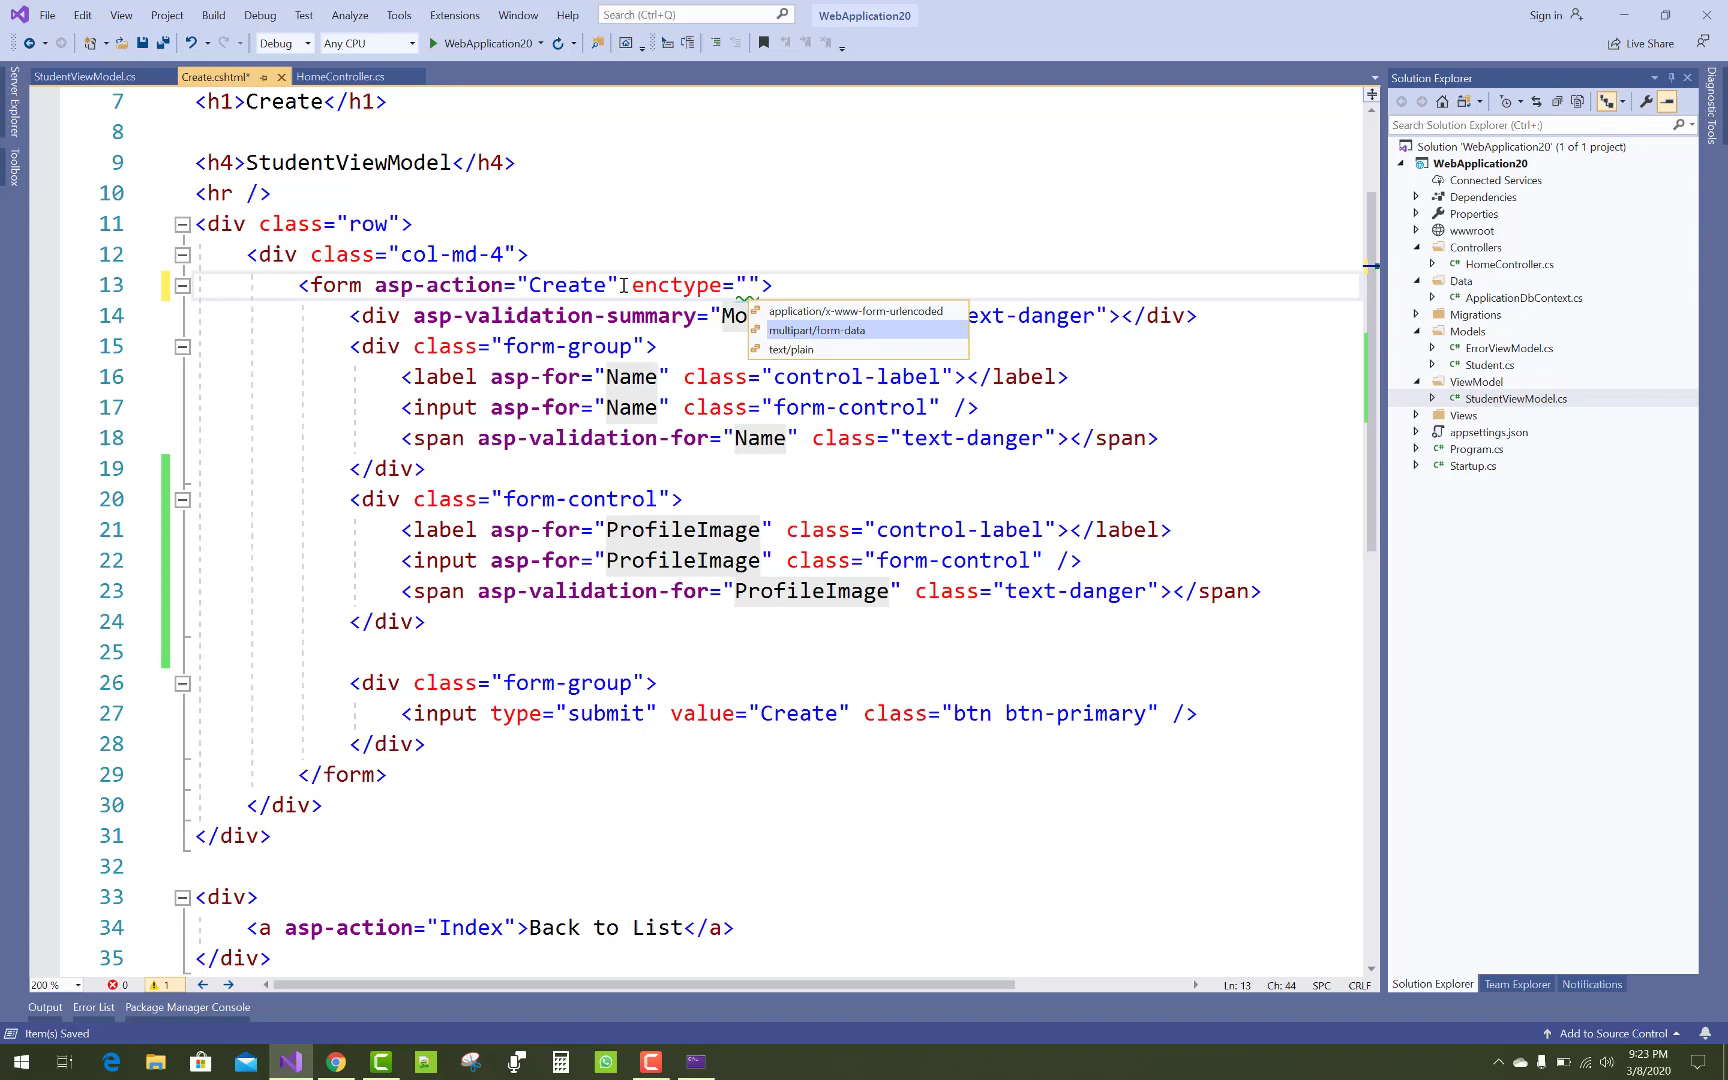 File Edit View Project Build Debug Test Analyze Tools Extensions Window Help Search (Ctrl+Q) WebApplication20 Sign in
Debug Any CPU WebApplication20 Live Share
StudentViewModel.cs Create.cshtml* HomeController.cs
Server Explorer
Toolbox
7 <h1>Create</h1>
8
9 <h4>StudentViewModel</h4>
10 <hr />
11 <div class="row">
12 <div class="col-md-4">
13 <form asp-action="Create" enctype="">
application/x-www-form-urlencoded
multipart/form-data
text/plain
14 <div asp-validation-summary="Mo ext-danger"></div>
15 <div class="form-group">
16 <label asp-for="Name" class="control-label"></label>
17 <input asp-for="Name" class="form-control" />
18 <span asp-validation-for="Name" class="text-danger"></span>
19 </div>
20 <div class="form-control">
21 <label asp-for="ProfileImage" class="control-label"></label>
22 <input asp-for="ProfileImage" class="form-control" />
23 <span asp-validation-for="ProfileImage" class="text-danger"></span>
24 </div>
25
26 <div class="form-group">
27 <input type="submit" value="Create" class="btn btn-primary" />
28 </div>
29 </form>
30 </div>
31 </div>
32
33 <div>
34 <a asp-action="Index">Back to List</a>
35 </div>
200 % 0 1 Ln: 13 Ch: 44 SPC CRLF
Output Error List Package Manager Console
Item(s) Saved Add to Source Control
Solution Explorer
Search Solution Explorer (Ctrl+;)
Solution 'WebApplication20' (1 of 1 project)
WebApplication20
Connected Services
Dependencies
Properties
wwwroot
Controllers
C# HomeController.cs
Data
C# ApplicationDbContext.cs
Migrations
Models
C# ErrorViewModel.cs
C# Student.cs
ViewModel
C# StudentViewModel.cs
Views
appsettings.json
C# Program.cs
C# Startup.cs
Solution Explorer Team Explorer Notifications
Diagnostic Tools
9:23 PM
3/8/2020